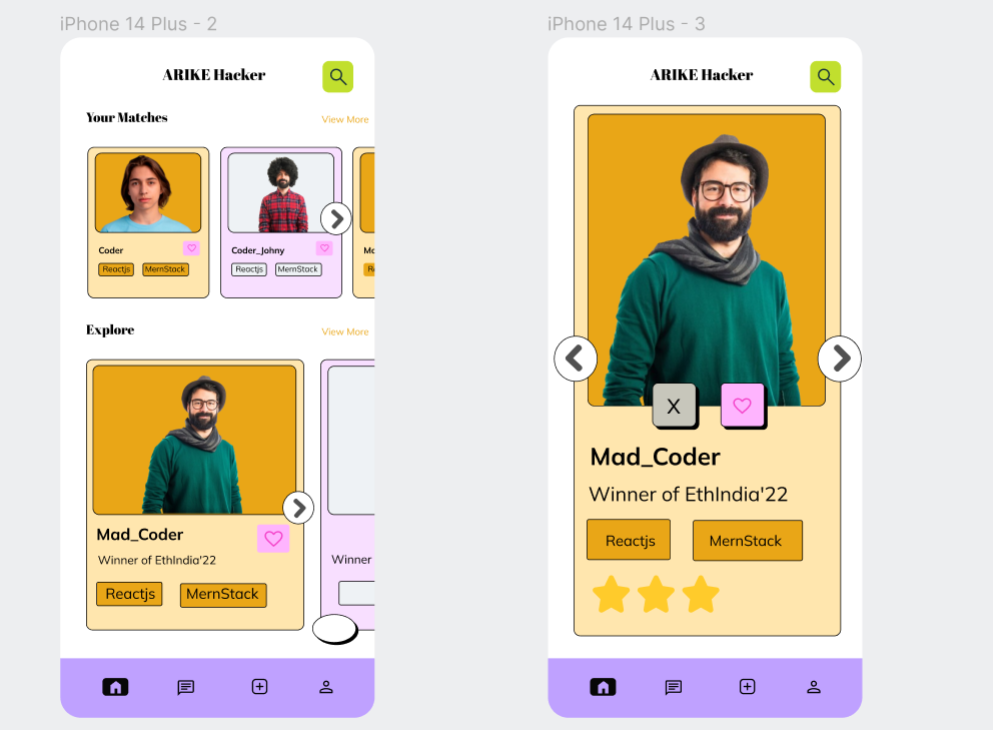 iPhone 14 Plus - 2
ARIKE Hacker
Your Matches
View More
Coder
Reactjs
MernStack
Coder_Johny
Reactjs
MernStack
Explore
View More
Mad_Coder
Winner of EthIndia'22
Reactjs
MernStack
Winner
iPhone 14 Plus - 3
ARIKE Hacker
X
Mad_Coder
Winner of EthIndia'22
Reactjs
MernStack